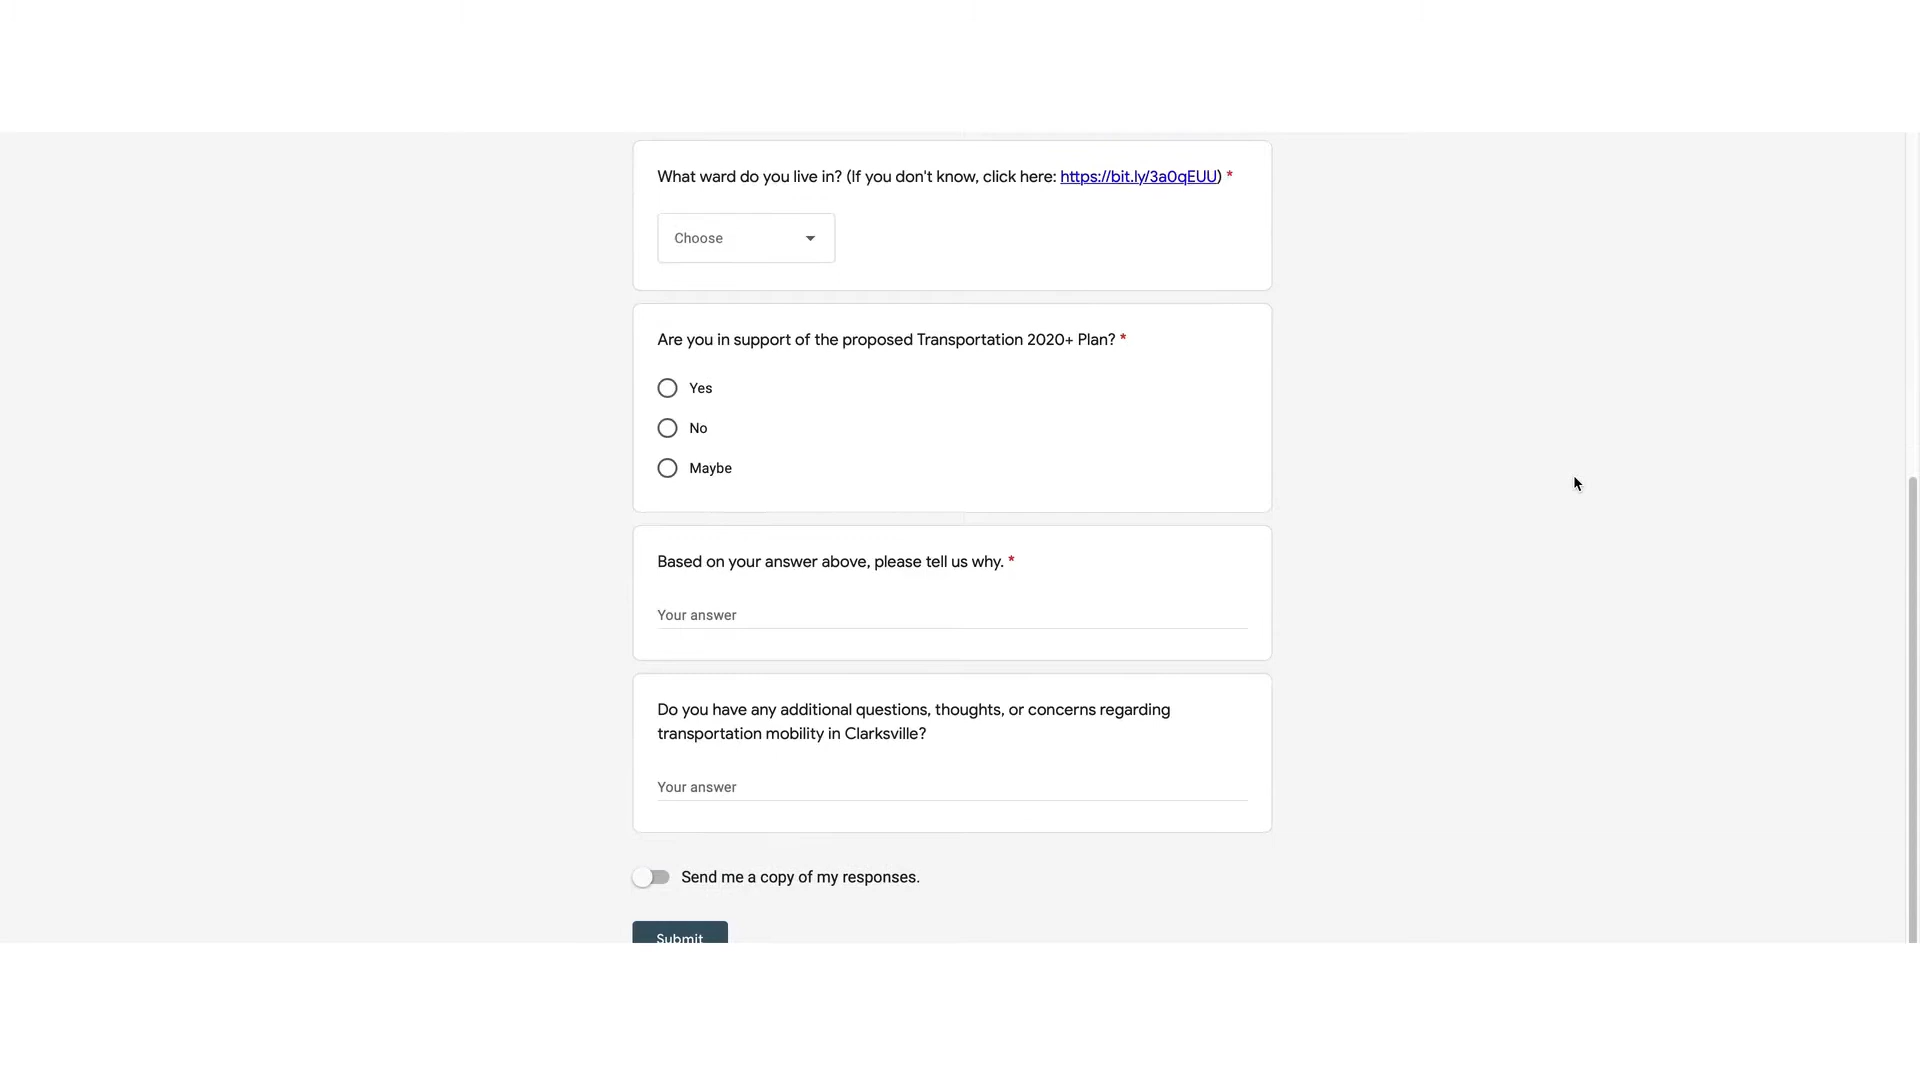 What ward do you live in? (If you don't know, click here: https://bit.ly/3a0qEUU) *
Choose
Are you in support of the proposed Transportation 2020+ Plan? *
Yes
No
Maybe
Based on your answer above, please tell us why. *
Your answer
Do you have any additional questions, thoughts, or concerns regarding
transportation mobility in Clarksville?
Your answer
Send me a copy of my responses.
Submit